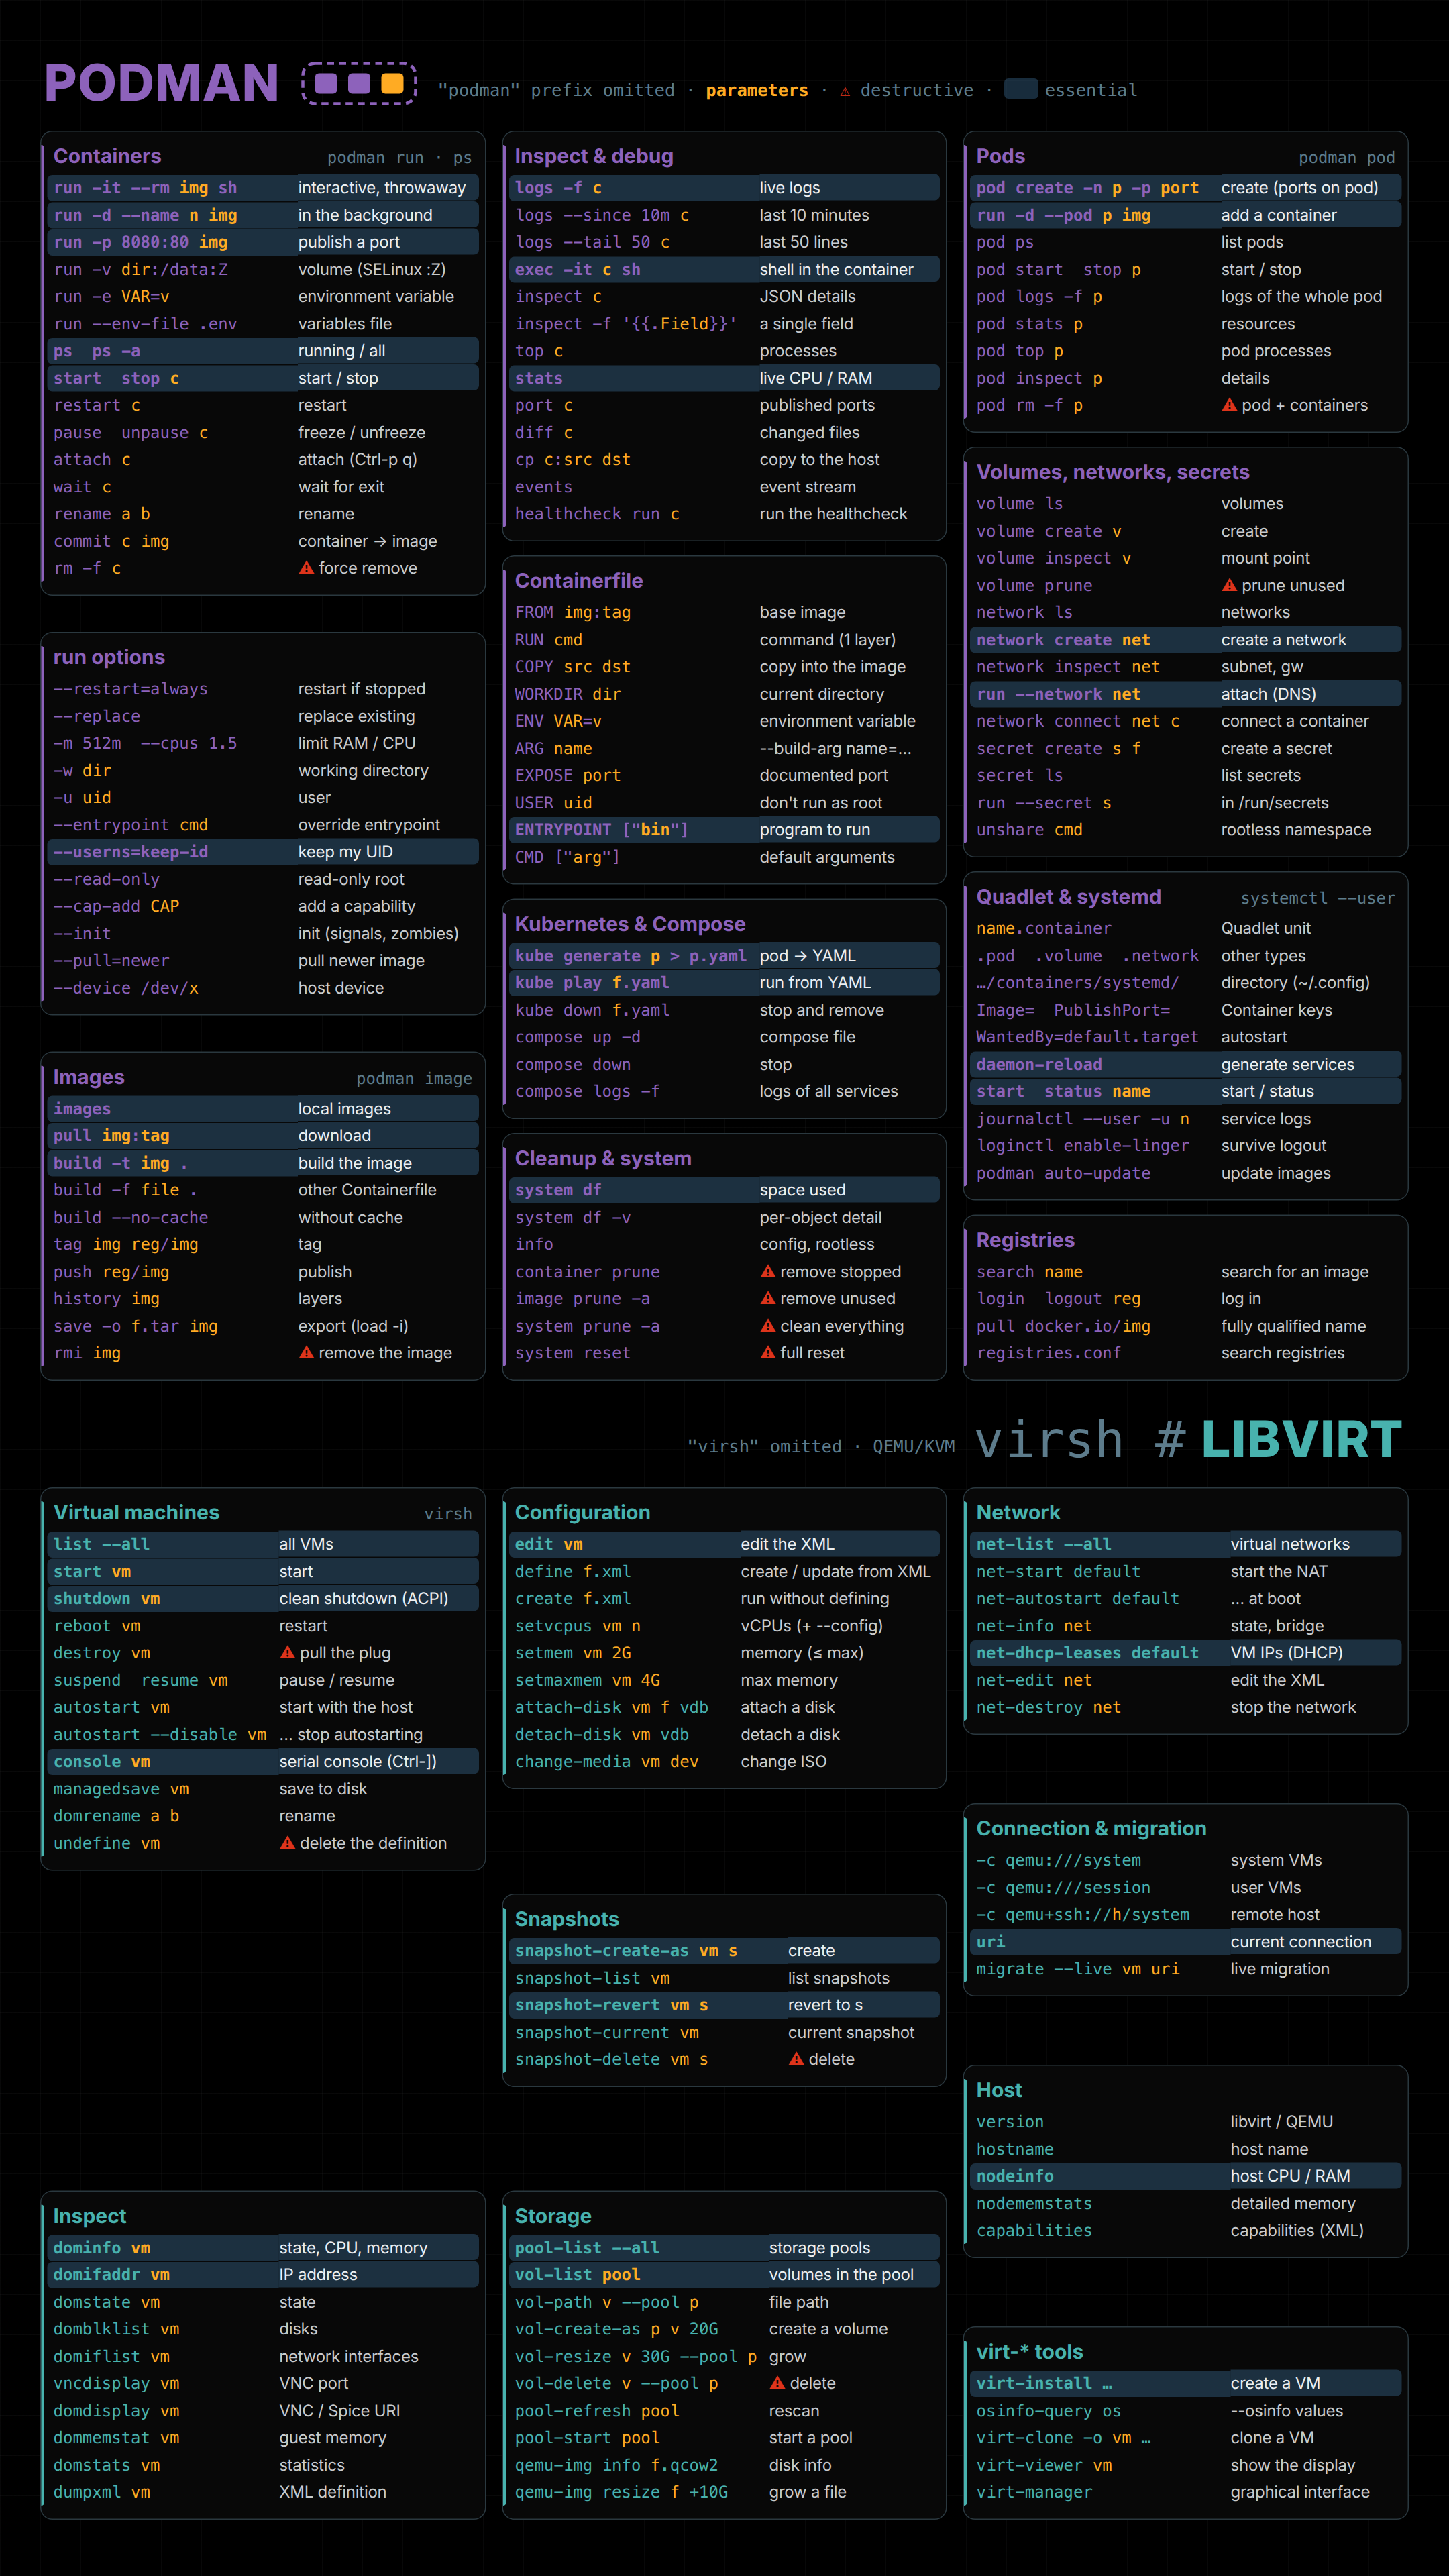 PODMAN "podman" prefix omitted · parameters · ⚠ destructive · essential
Containers podman run · ps
run -it --rm img sh interactive, throwaway
run -d --name n img in the background
run -p 8080:80 img publish a port
run -v dir:/data:Z volume (SELinux :Z)
run -e VAR=v environment variable
run --env-file .env variables file
ps ps -a running / all
start stop c start / stop
restart c restart
pause unpause c freeze / unfreeze
attach c attach (Ctrl-p q)
wait c wait for exit
rename a b rename
commit c img container → image
rm -f c ⚠ force remove
run options
--restart=always restart if stopped
--replace replace existing
-m 512m --cpus 1.5 limit RAM / CPU
-w dir working directory
-u uid user
--entrypoint cmd override entrypoint
--userns=keep-id keep my UID
--read-only read-only root
--cap-add CAP add a capability
--init init (signals, zombies)
--pull=newer pull newer image
--device /dev/x host device
Images podman image
images local images
pull img:tag download
build -t img . build the image
build -f file . other Containerfile
build --no-cache without cache
tag img reg/img tag
push reg/img publish
history img layers
save -o f.tar img export (load -i)
rmi img ⚠ remove the image
Inspect & debug
logs -f c live logs
logs --since 10m c last 10 minutes
logs --tail 50 c last 50 lines
exec -it c sh shell in the container
inspect c JSON details
inspect -f '{{.Field}}' a single field
top c processes
stats live CPU / RAM
port c published ports
diff c changed files
cp c:src dst copy to the host
events event stream
healthcheck run c run the healthcheck
Containerfile
FROM img:tag base image
RUN cmd command (1 layer)
COPY src dst copy into the image
WORKDIR dir current directory
ENV VAR=v environment variable
ARG name --build-arg name=…
EXPOSE port documented port
USER uid don't run as root
ENTRYPOINT ["bin"] program to run
CMD ["arg"] default arguments
Kubernetes & Compose
kube generate p > p.yaml pod → YAML
kube play f.yaml run from YAML
kube down f.yaml stop and remove
compose up -d compose file
compose down stop
compose logs -f logs of all services
Cleanup & system
system df space used
system df -v per-object detail
info config, rootless
container prune ⚠ remove stopped
image prune -a ⚠ remove unused
system prune -a ⚠ clean everything
system reset ⚠ full reset
Pods podman pod
pod create -n p -p port create (ports on pod)
run -d --pod p img add a container
pod ps list pods
pod start stop p start / stop
pod logs -f p logs of the whole pod
pod stats p resources
pod top p pod processes
pod inspect p details
pod rm -f p ⚠ pod + containers
Volumes, networks, secrets
volume ls volumes
volume create v create
volume inspect v mount point
volume prune ⚠ prune unused
network ls networks
network create net create a network
network inspect net subnet, gw
run --network net attach (DNS)
network connect net c connect a container
secret create s f create a secret
secret ls list secrets
run --secret s in /run/secrets
unshare cmd rootless namespace
Quadlet & systemd systemctl --user
name.container Quadlet unit
.pod .volume .network other types
…/containers/systemd/ directory (~/.config)
Image= PublishPort= Container keys
WantedBy=default.target autostart
daemon-reload generate services
start status name start / status
journalctl --user -u n service logs
loginctl enable-linger survive logout
podman auto-update update images
Registries
search name search for an image
login logout reg log in
pull docker.io/img fully qualified name
registries.conf search registries
"virsh" omitted · QEMU/KVM virsh # LIBVIRT
Virtual machines virsh
list --all all VMs
start vm start
shutdown vm clean shutdown (ACPI)
reboot vm restart
destroy vm ⚠ pull the plug
suspend resume vm pause / resume
autostart vm start with the host
autostart --disable vm … stop autostarting
console vm serial console (Ctrl-])
managedsave vm save to disk
domrename a b rename
undefine vm ⚠ delete the definition
Inspect
dominfo vm state, CPU, memory
domifaddr vm IP address
domstate vm state
domblklist vm disks
domiflist vm network interfaces
vncdisplay vm VNC port
domdisplay vm VNC / Spice URI
dommemstat vm guest memory
domstats vm statistics
dumpxml vm XML definition
Configuration
edit vm edit the XML
define f.xml create / update from XML
create f.xml run without defining
setvcpus vm n vCPUs (+ --config)
setmem vm 2G memory (≤ max)
setmaxmem vm 4G max memory
attach-disk vm f vdb attach a disk
detach-disk vm vdb detach a disk
change-media vm dev change ISO
Snapshots
snapshot-create-as vm s create
snapshot-list vm list snapshots
snapshot-revert vm s revert to s
snapshot-current vm current snapshot
snapshot-delete vm s ⚠ delete
Storage
pool-list --all storage pools
vol-list pool volumes in the pool
vol-path v --pool p file path
vol-create-as p v 20G create a volume
vol-resize v 30G --pool p grow
vol-delete v --pool p ⚠ delete
pool-refresh pool rescan
pool-start pool start a pool
qemu-img info f.qcow2 disk info
qemu-img resize f +10G grow a file
Network
net-list --all virtual networks
net-start default start the NAT
net-autostart default … at boot
net-info net state, bridge
net-dhcp-leases default VM IPs (DHCP)
net-edit net edit the XML
net-destroy net stop the network
Connection & migration
-c qemu:///system system VMs
-c qemu:///session user VMs
-c qemu+ssh://h/system remote host
uri current connection
migrate --live vm uri live migration
Host
version libvirt / QEMU
hostname host name
nodeinfo host CPU / RAM
nodememstats detailed memory
capabilities capabilities (XML)
virt-* tools
virt-install … create a VM
osinfo-query os --osinfo values
virt-clone -o vm … clone a VM
virt-viewer vm show the display
virt-manager graphical interface